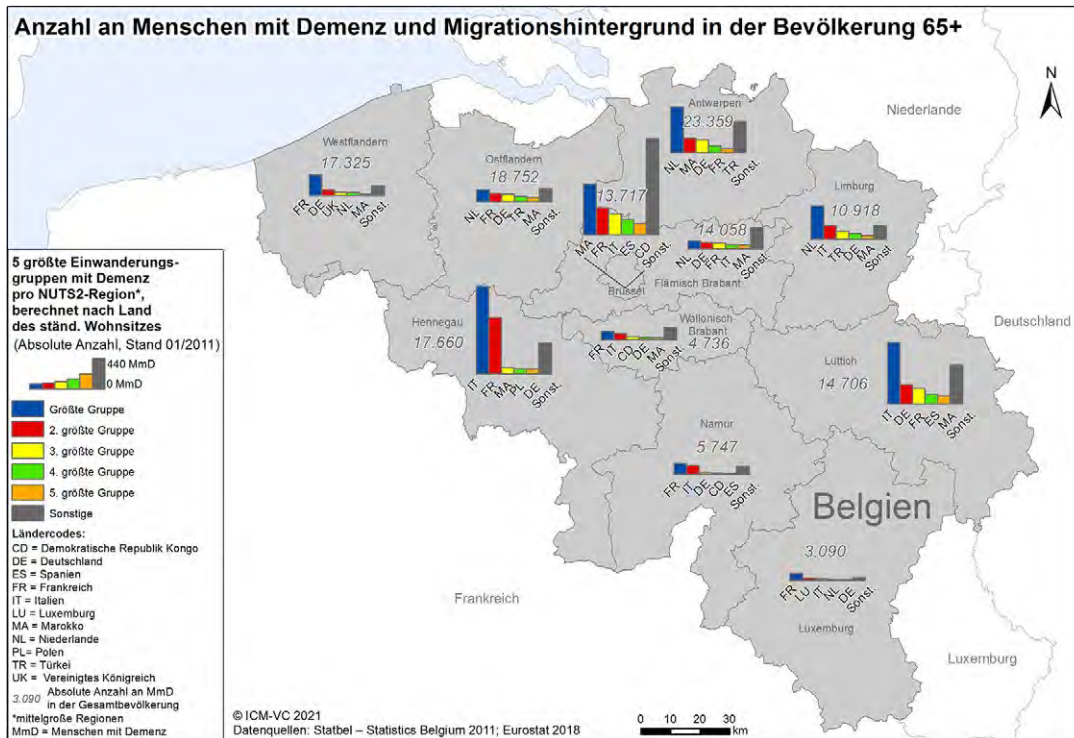 Anzahl an Menschen mit Demenz und Migrationshintergrund in der Bevölkerung 65+
N
Niederlande
Antwerpen
23.359
NL MA DE FR TR Sonst.
Westflandern
17.325
FR DE UK NL MA Sonst.
Ostflandern
18 752
NL FR DE TR MA Sonst.
13.717
MA FR IT ES CD Sonst.
Brüssel
Limburg
10 918
NL IT TR DE MA Sonst.
14 058
NL DE FR IT MA Sonst.
Flämisch Brabant
Deutschland
Hennegau
17.660
IT FR MA PL DE Sonst.
Wallonisch
Brabant
4 736
FR IT CD DE MA Sonst.
Lüttich
14 706
IT DE FR ES MA Sonst.
Namur
5 747
FR IT DE CD ES Sonst.
Belgien
3.090
FR LU IT NL DE Sonst.
Luxemburg
Frankreich
Luxemburg
5 größte Einwanderungs-
gruppen mit Demenz
pro NUTS2-Region*,
berechnet nach Land
des ständ. Wohnsitzes
(Absolute Anzahl, Stand 01/2011)
440 MmD
0 MmD
Größte Gruppe
2. größte Gruppe
3. größte Gruppe
4. größte Gruppe
5. größte Gruppe
Sonstige
Ländercodes:
CD = Demokratische Republik Kongo
DE = Deutschland
ES = Spanien
FR = Frankreich
IT = Italien
LU = Luxemburg
MA = Marokko
NL = Niederlande
PL= Polen
TR = Türkei
UK = Vereinigtes Königreich
3.090 Absolute Anzahl an MmD
in der Gesamtbevölkerung
*mittelgroße Regionen
MmD = Menschen mit Demenz
© ICM-VC 2021
Datenquellen: Statbel – Statistics Belgium 2011; Eurostat 2018
0 10 20 30
km